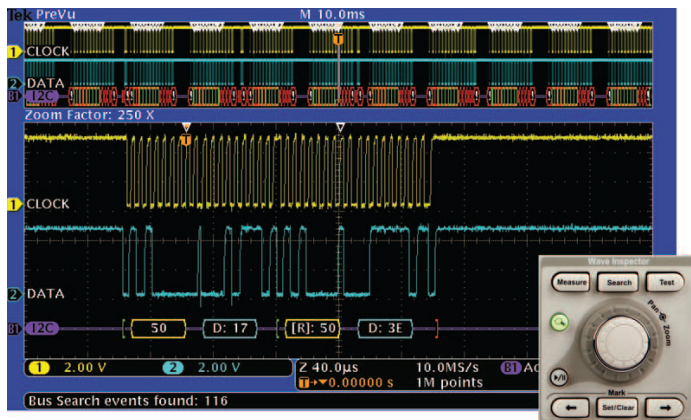 Tek PreVu M 10.0ms
1 CLOCK
2 DATA
B1 I2C
Zoom Factor: 250 X
1 CLOCK
2 DATA
B1 I2C 50 D: 17 [R]: 50 D: 3E
1 2.00 V 2 2.00 V Z 40.0µs 10.0MS/s B1 Ac
T→▼0.00000 s 1M points
Bus Search events found: 116
Wave Inspector
Measure Search Test
Pan Zoom
Mark
← Set/Clear →